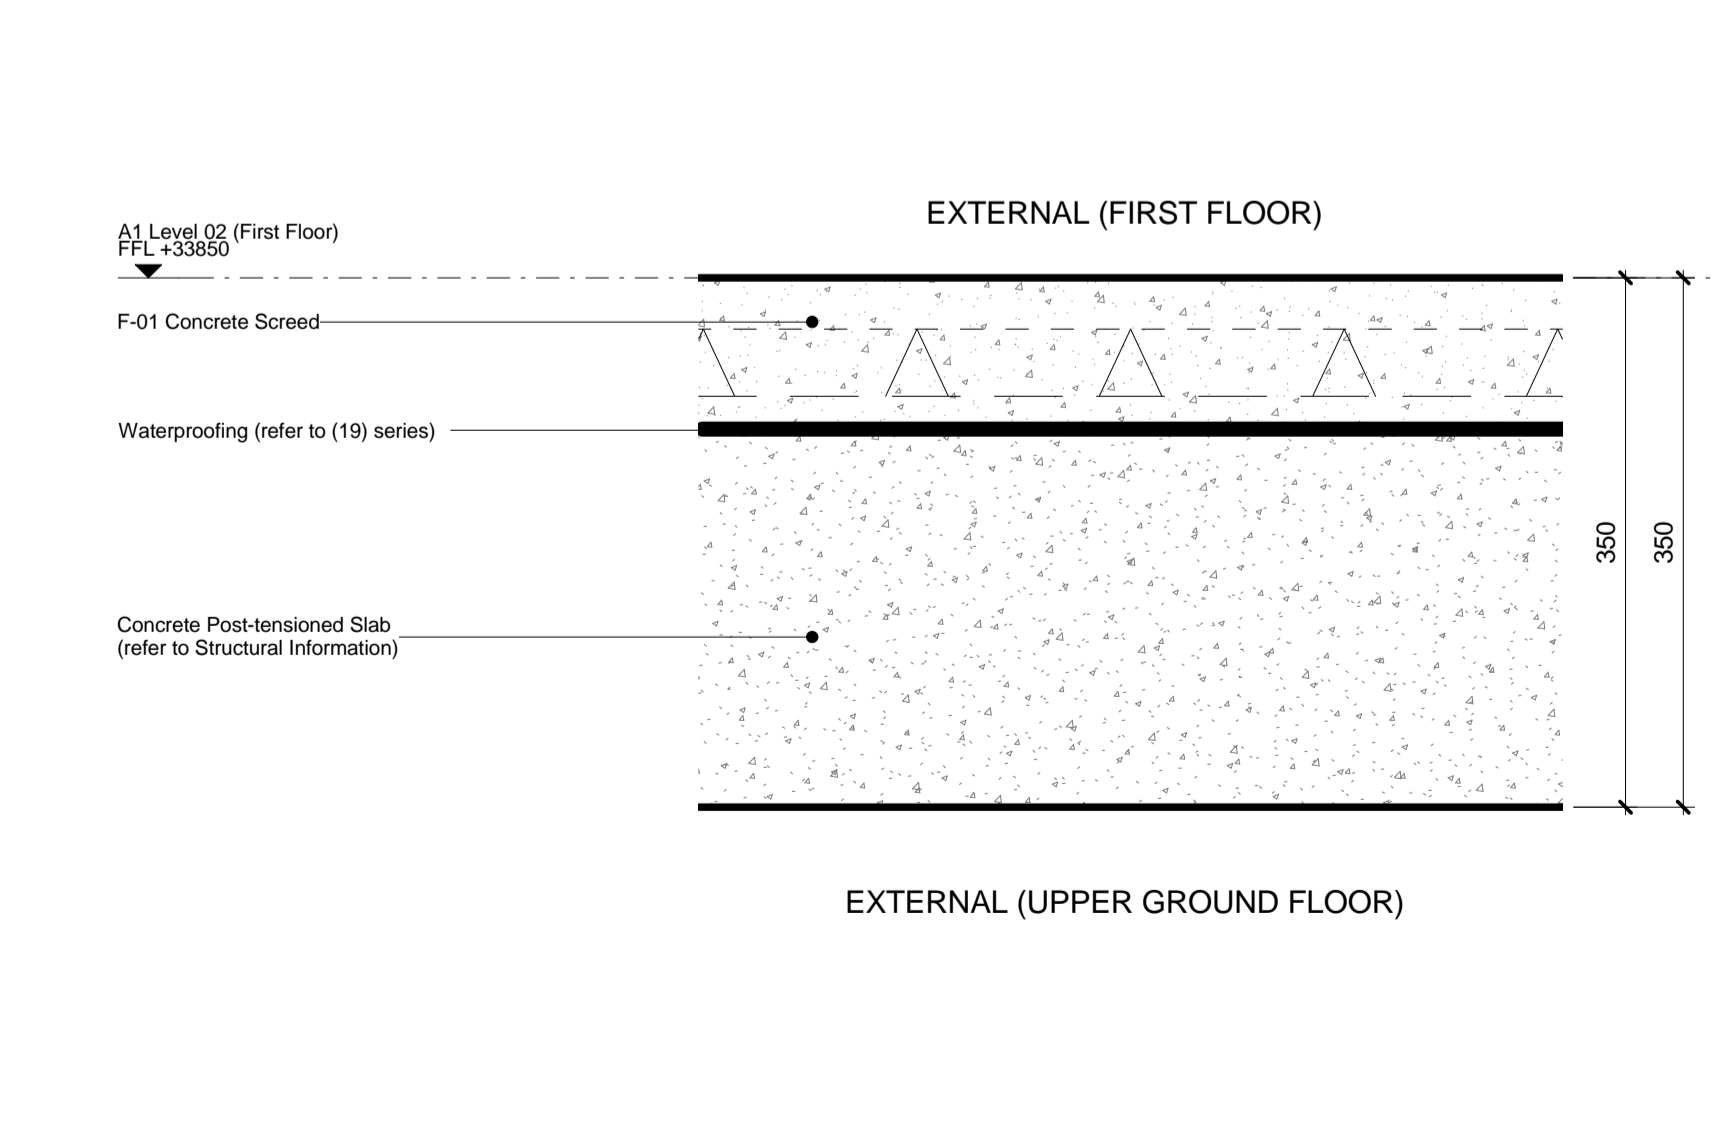 EXTERNAL (FIRST FLOOR)
A1 Level 02 (First Floor)
FFL +33850
F-01 Concrete Screed
Waterproofing (refer to (19) series)
350
350
Concrete Post-tensioned Slab
(refer to Structural Information)
EXTERNAL (UPPER GROUND FLOOR)